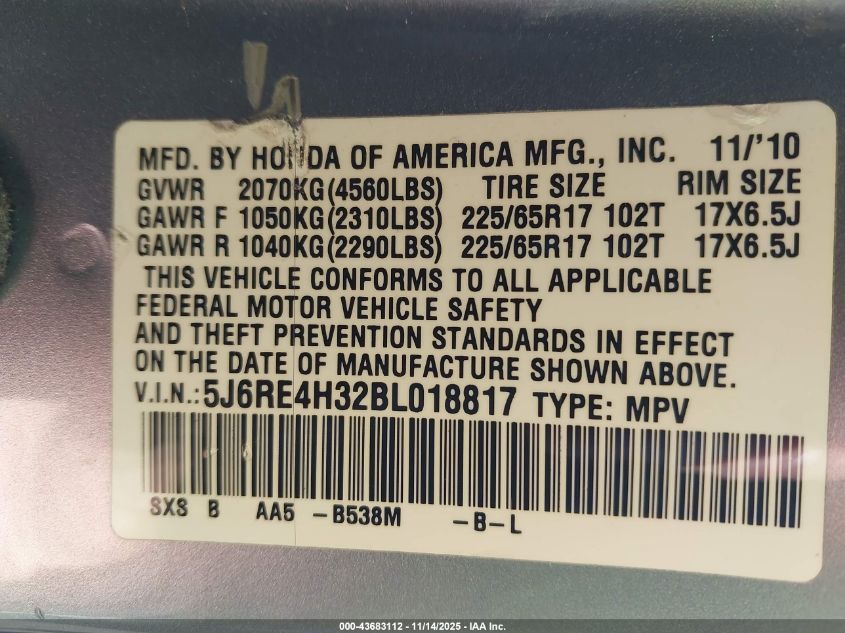 MFD. BY HONDA OF AMERICA MFG., INC. 11/'10
GVWR 2070KG(4560LBS) TIRE SIZE RIM SIZE
GAWR F 1050KG(2310LBS) 225/65R17 102T 17X6.5J
GAWR R 1040KG(2290LBS) 225/65R17 102T 17X6.5J
THIS VEHICLE CONFORMS TO ALL APPLICABLE
FEDERAL MOTOR VEHICLE SAFETY
AND THEFT PREVENTION STANDARDS IN EFFECT
ON THE DATE OF MANUFACTURE SHOWN ABOVE.
V.I.N.:5J6RE4H32BL018817 TYPE: MPV
SXS B AA5 -B538M -B-L
000-43683112 - 11/14/2025 - IAA Inc.